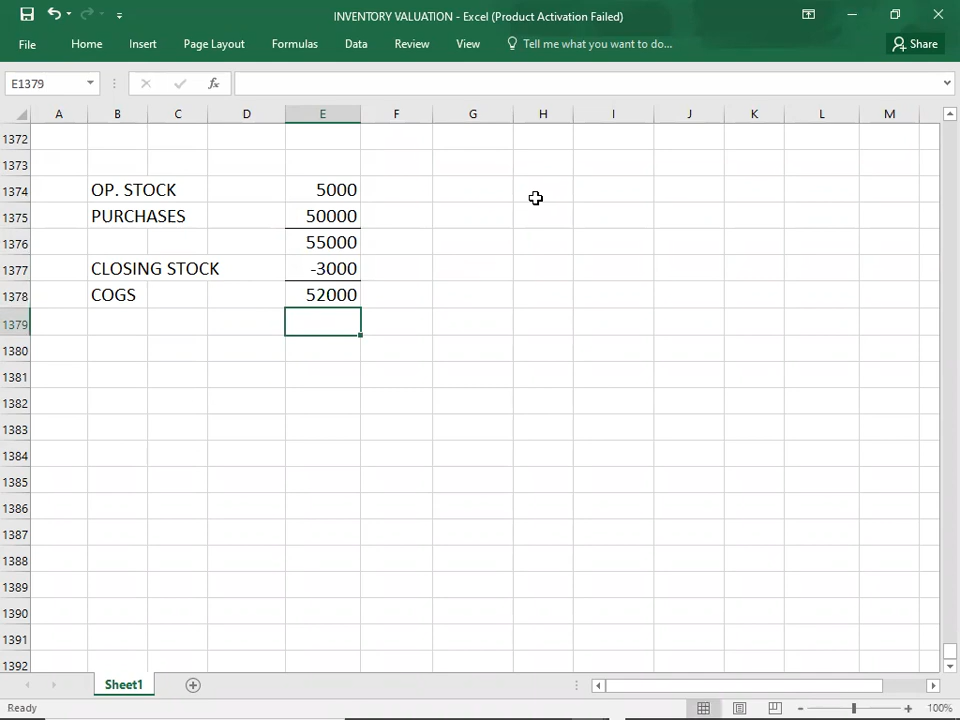 INVENTORY VALUATION - Excel (Product Activation Failed)
File Home Insert Page Layout Formulas Data Review View Tell me what you want to do... Share
E1379 fx
A B C D E F G H I J K L M
1372
1373
1374 OP. STOCK 5000
1375 PURCHASES 50000
1376 55000
1377 CLOSING STOCK -3000
1378 COGS 52000
1379
1380
1381
1382
1383
1384
1385
1386
1387
1388
1389
1390
1391
1392
Sheet1
Ready 100%